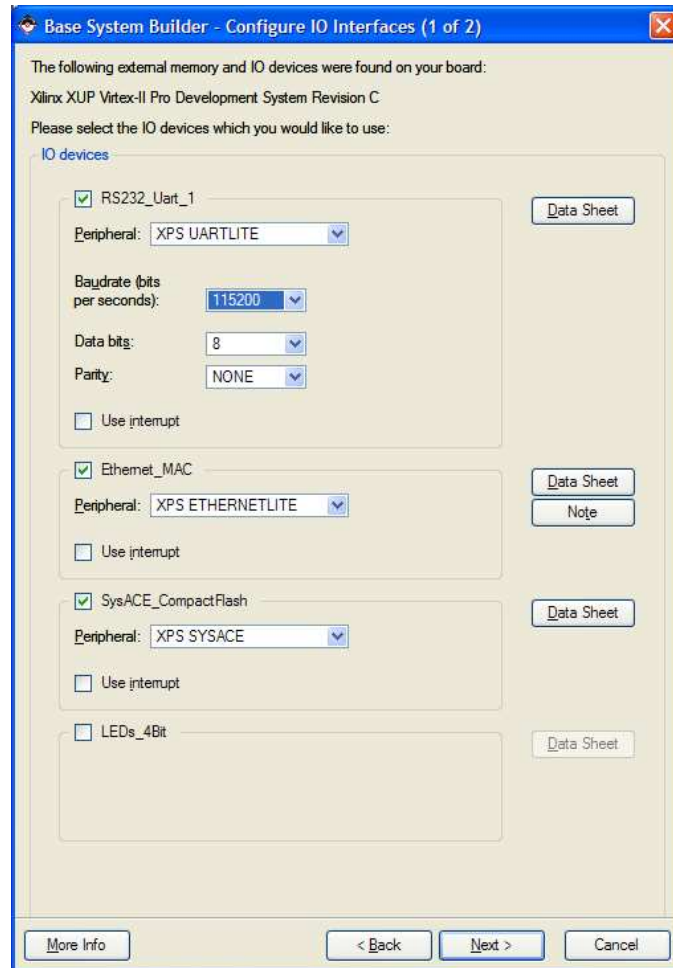 Base System Builder - Configure IO Interfaces (1 of 2)
The following external memory and IO devices were found on your board:
Xilinx XUP Virtex-II Pro Development System Revision C
Please select the IO devices which you would like to use:
IO devices
RS232_Uart_1
Data Sheet
Peripheral: XPS UARTLITE
Baudrate (bits
per seconds): 115200
Data bits: 8
Parity: NONE
Use interrupt
Ethernet_MAC
Data Sheet
Peripheral: XPS ETHERNETLITE
Note
Use interrupt
SysACE_CompactFlash
Data Sheet
Peripheral: XPS SYSACE
Use interrupt
LEDs_4Bit
Data Sheet
More Info < Back Next > Cancel